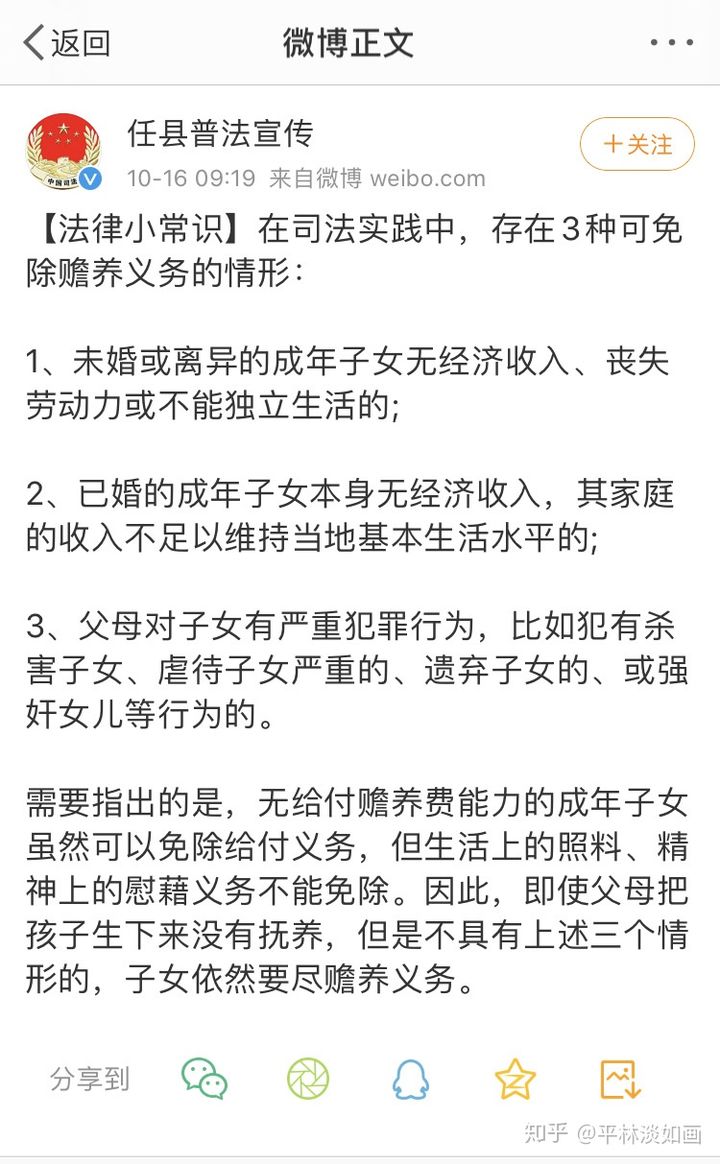 返回
微博正文
任县普法宣传
+关注
10-16 09:19 来自微博 weibo.com
中国司法
【法律小常识】在司法实践中，存在3种可免
除赡养义务的情形：
1、未婚或离异的成年子女无经济收入、丧失
劳动力或不能独立生活的;
2、已婚的成年子女本身无经济收入，其家庭
的收入不足以维持当地基本生活水平的;
3、父母对子女有严重犯罪行为，比如犯有杀
害子女、虐待子女严重的、遗弃子女的、或强
奸女儿等行为的。
需要指出的是，无给付赡养费能力的成年子女
虽然可以免除给付义务，但生活上的照料、精
神上的慰藉义务不能免除。因此，即使父母把
孩子生下来没有抚养，但是不具有上述三个情
形的，子女依然要尽赡养义务。
分享到
知乎 @平林淡如画